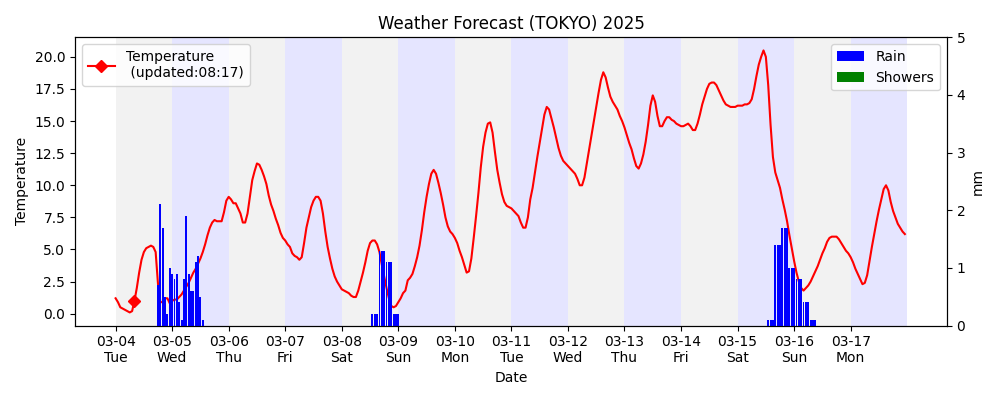 Weather Forecast (TOKYO) 2025
Temperature
(updated:08:17)
Rain
Showers
20.0
17.5
15.0
12.5
10.0
7.5
5.0
2.5
0.0
Temperature
5
4
3
2
1
0
mm
03-04 03-05 03-06 03-07 03-08 03-09 03-10 03-11 03-12 03-13 03-14 03-15 03-16 03-17
Tue Wed Thu Fri Sat Sun Mon Tue Wed Thu Fri Sat Sun Mon
Date